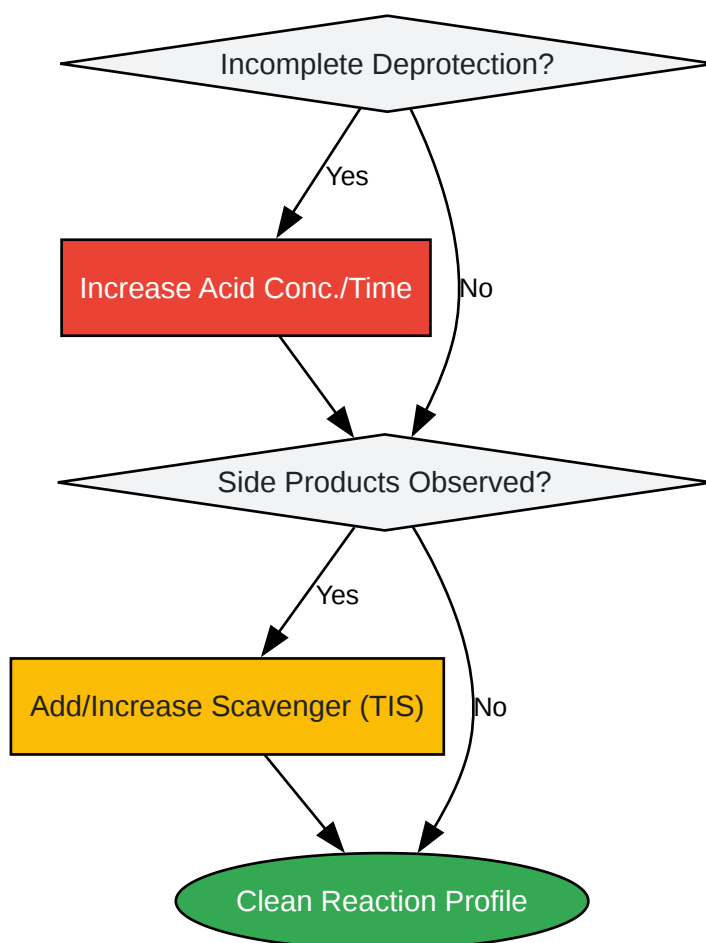 Incomplete Deprotection?
Yes
Increase Acid Conc./Time
No
Side Products Observed?
Yes
Add/Increase Scavenger (TIS)
No
Clean Reaction Profile